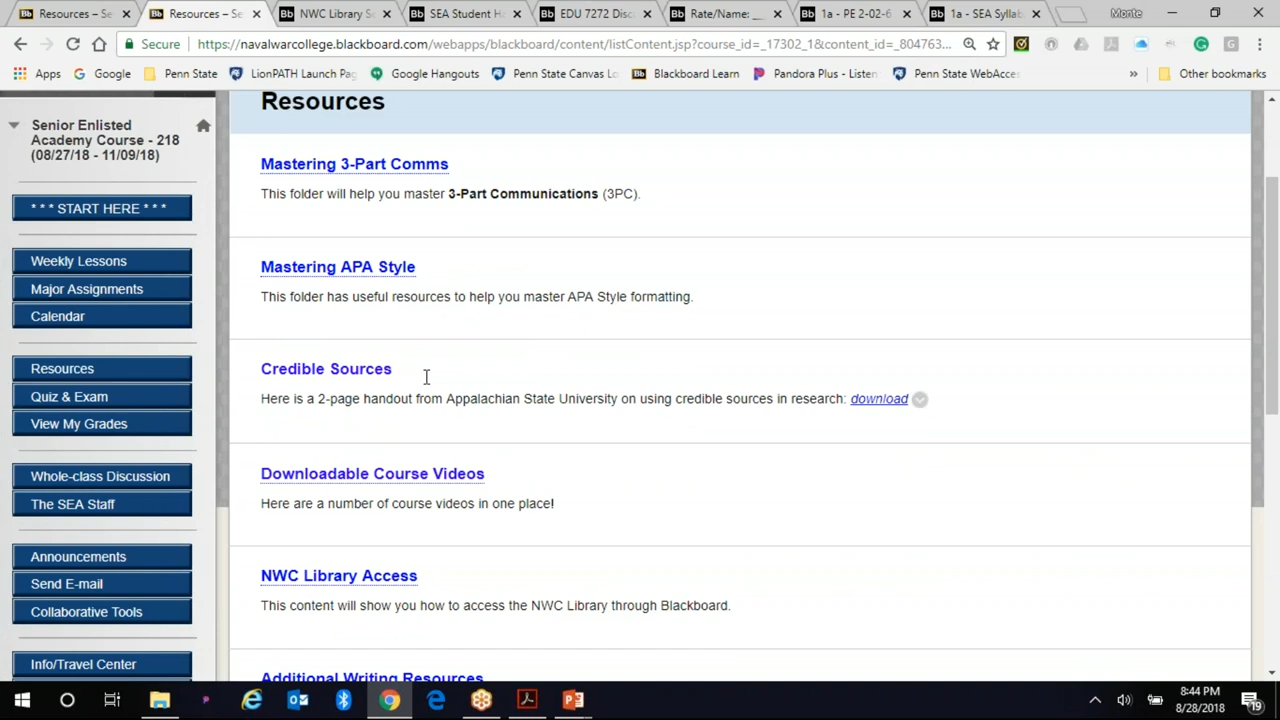 Resources – Se
Resources – Se
NWC Library Se
SEA Student Ha
EDU 7272 Disc
Rate/Name: ___
1a - PE 2-02-6
1a - SEA Syllab
Monte
Secure
https://navalwarcollege.blackboard.com/webapps/blackboard/content/listContent.jsp?course_id=_17302_1&content_id=_804763...
Apps
Google
Penn State
LionPATH Launch Pag
Google Hangouts
Penn State Canvas Lo
Blackboard Learn
Pandora Plus - Listen
Penn State WebAcces
»
Other bookmarks
Senior Enlisted
Academy Course - 218
(08/27/18 - 11/09/18)
* * * START HERE * * *
Weekly Lessons
Major Assignments
Calendar
Resources
Quiz & Exam
View My Grades
Whole-class Discussion
The SEA Staff
Announcements
Send E-mail
Collaborative Tools
Info/Travel Center
Resources
Mastering 3-Part Comms
This folder will help you master 3-Part Communications (3PC).
Mastering APA Style
This folder has useful resources to help you master APA Style formatting.
Credible Sources
Here is a 2-page handout from Appalachian State University on using credible sources in research: download
Downloadable Course Videos
Here are a number of course videos in one place!
NWC Library Access
This content will show you how to access the NWC Library through Blackboard.
Additional Writing Resources
8:44 PM
8/28/2018
19